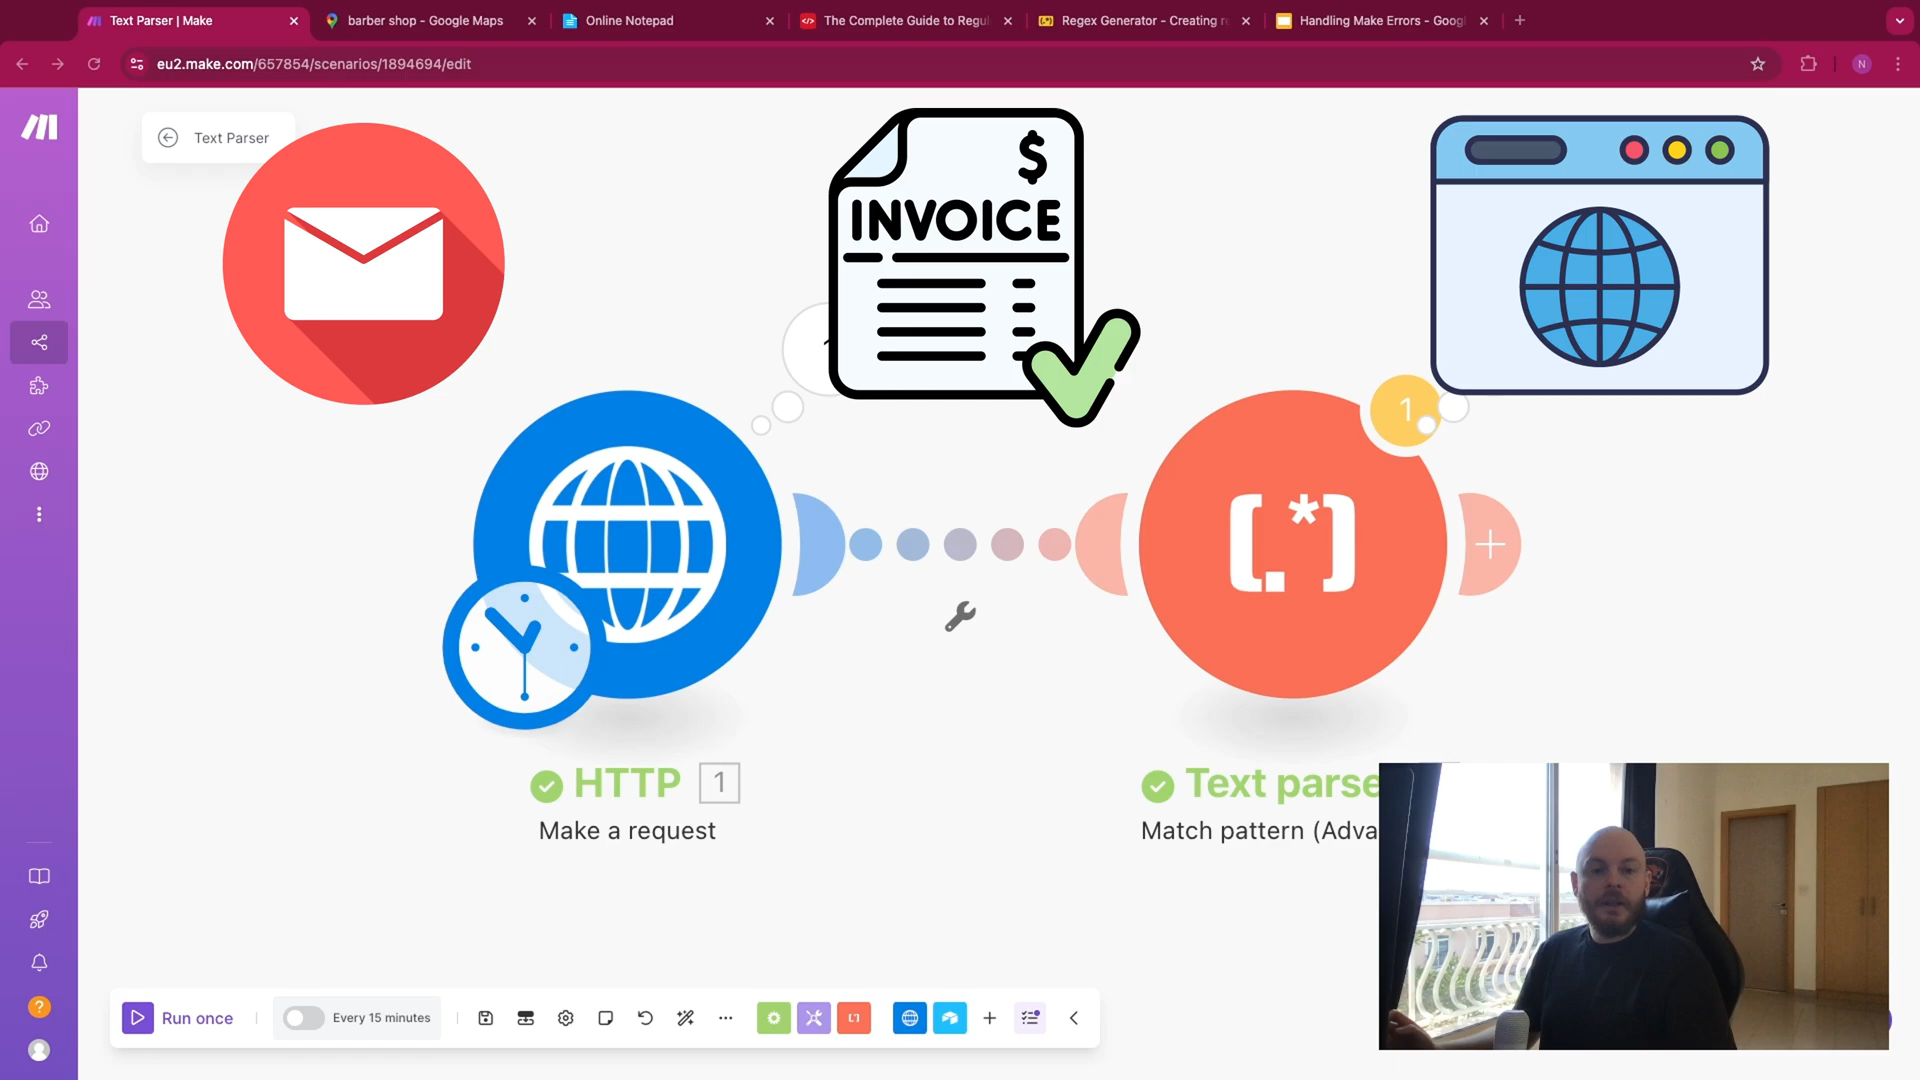 Text Parser | Make
barber shop - Google Maps
Online Notepad
The Complete Guide to Regul
Regex Generator - Creating r
Handling Make Errors - Googl
eu2.make.com/657854/scenarios/1894694/edit
N
Text Parser
$
INVOICE
1
[.*]
HTTP 1
Make a request
Text parse
Match pattern (Adva
Run once
Every 15 minutes
?